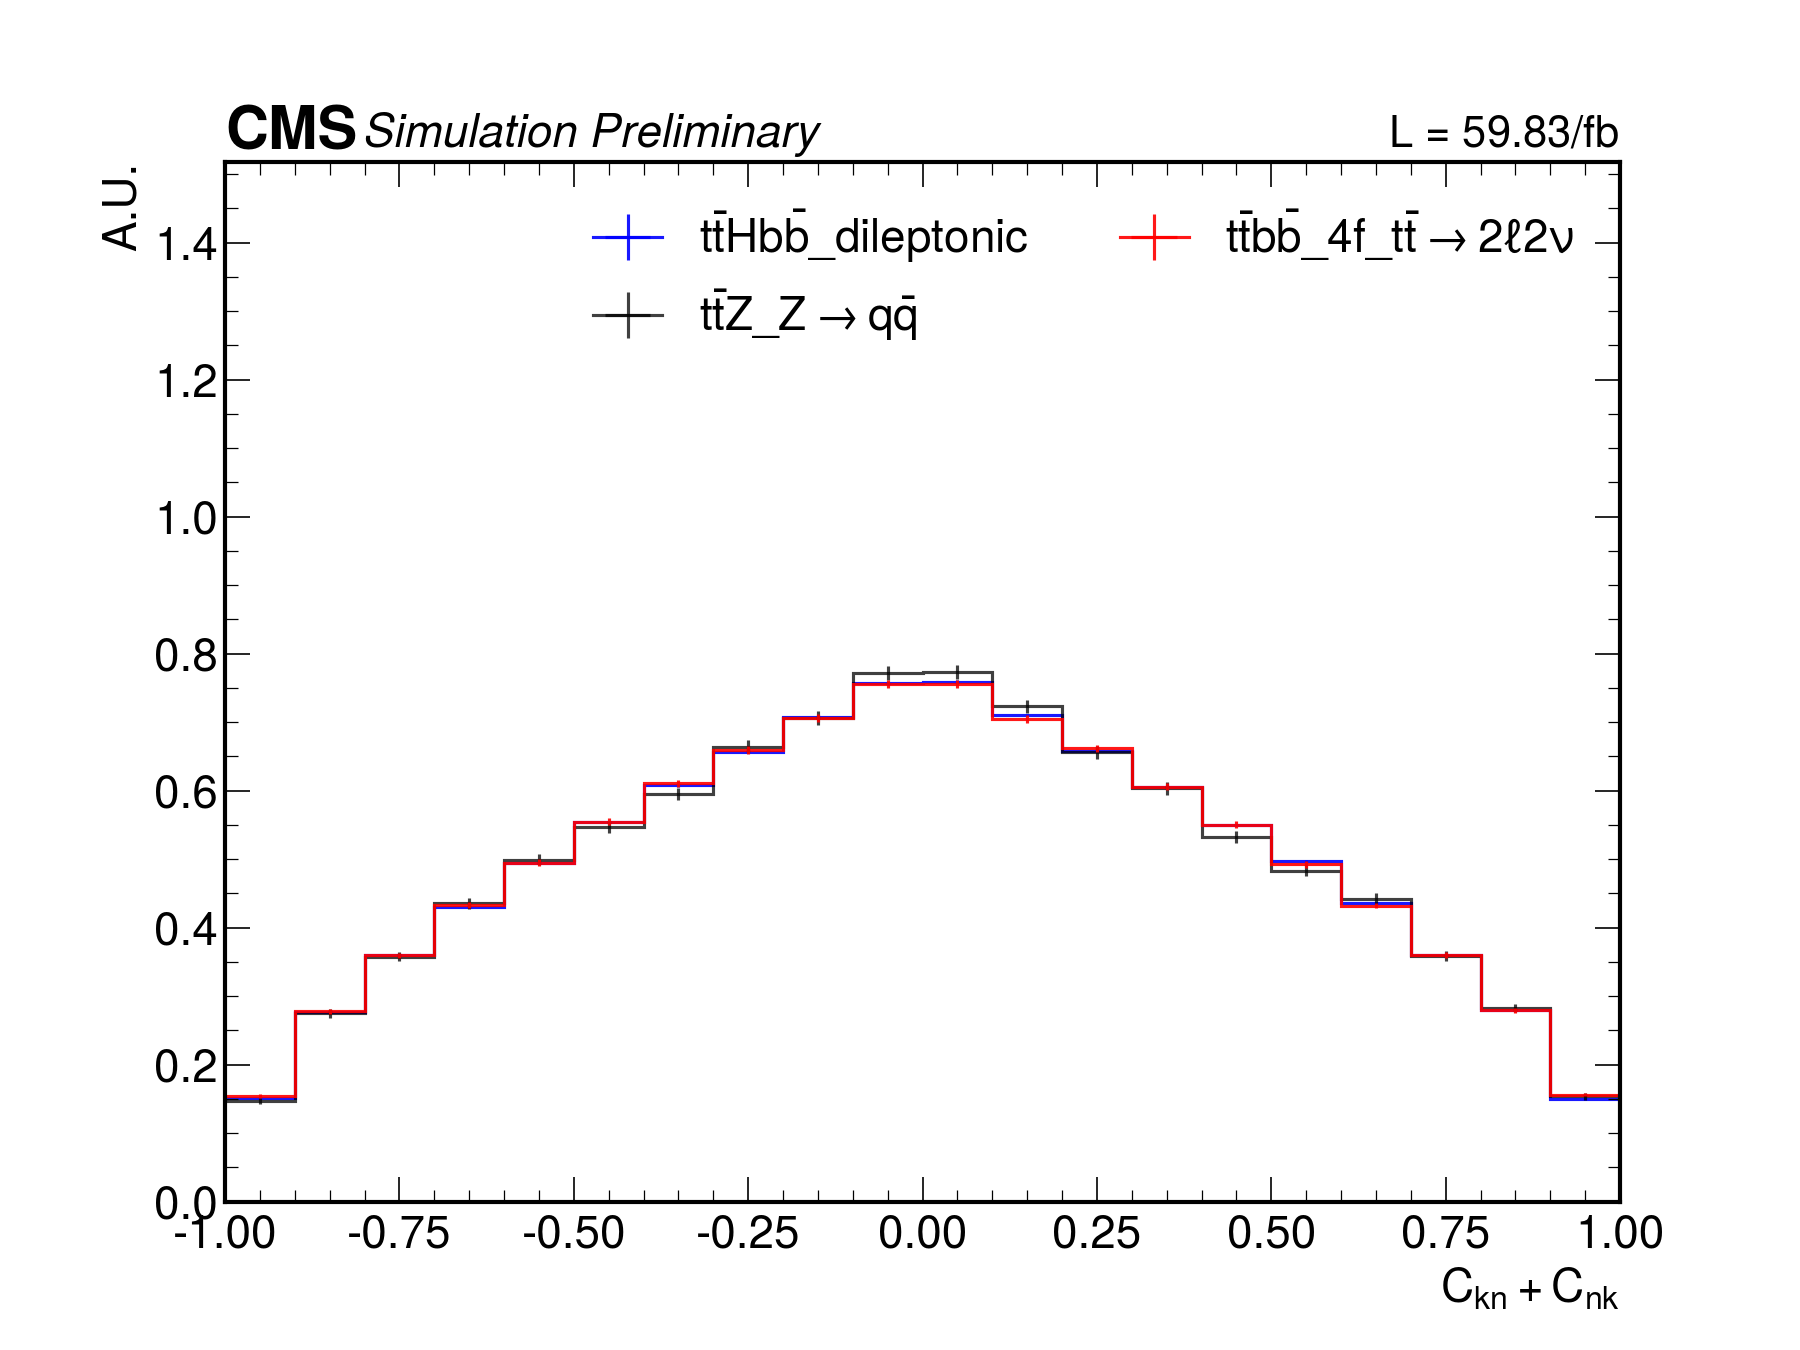 CMS Simulation Preliminary L = 59.83/fb
A.U.
tt̄Hbb̄_dileptonic tt̄bb̄_4f_tt̄ → 2ℓ2ν
tt̄Z_Z → qq̄
1.4
1.2
1.0
0.8
0.6
0.4
0.2
0.0
-1.00 -0.75 -0.50 -0.25 0.00 0.25 0.50 0.75 1.00
Cₖₙ + Cₙₖ